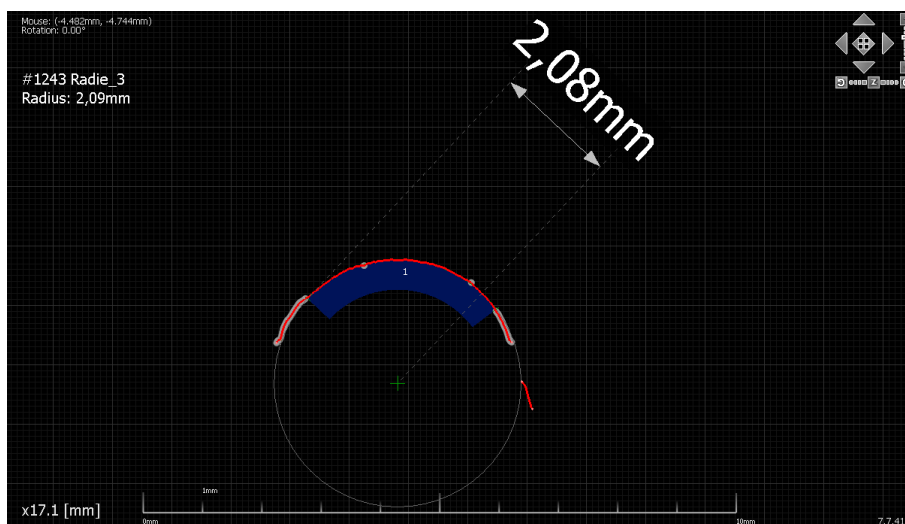 Mouse: (-4.482mm, -4.744mm)
Rotation: 0.00°
#1243 Radie_3
Radius: 2,09mm
2,08mm
1
1mm
x17.1 [mm]
0mm
10mm
7.7.41
Z